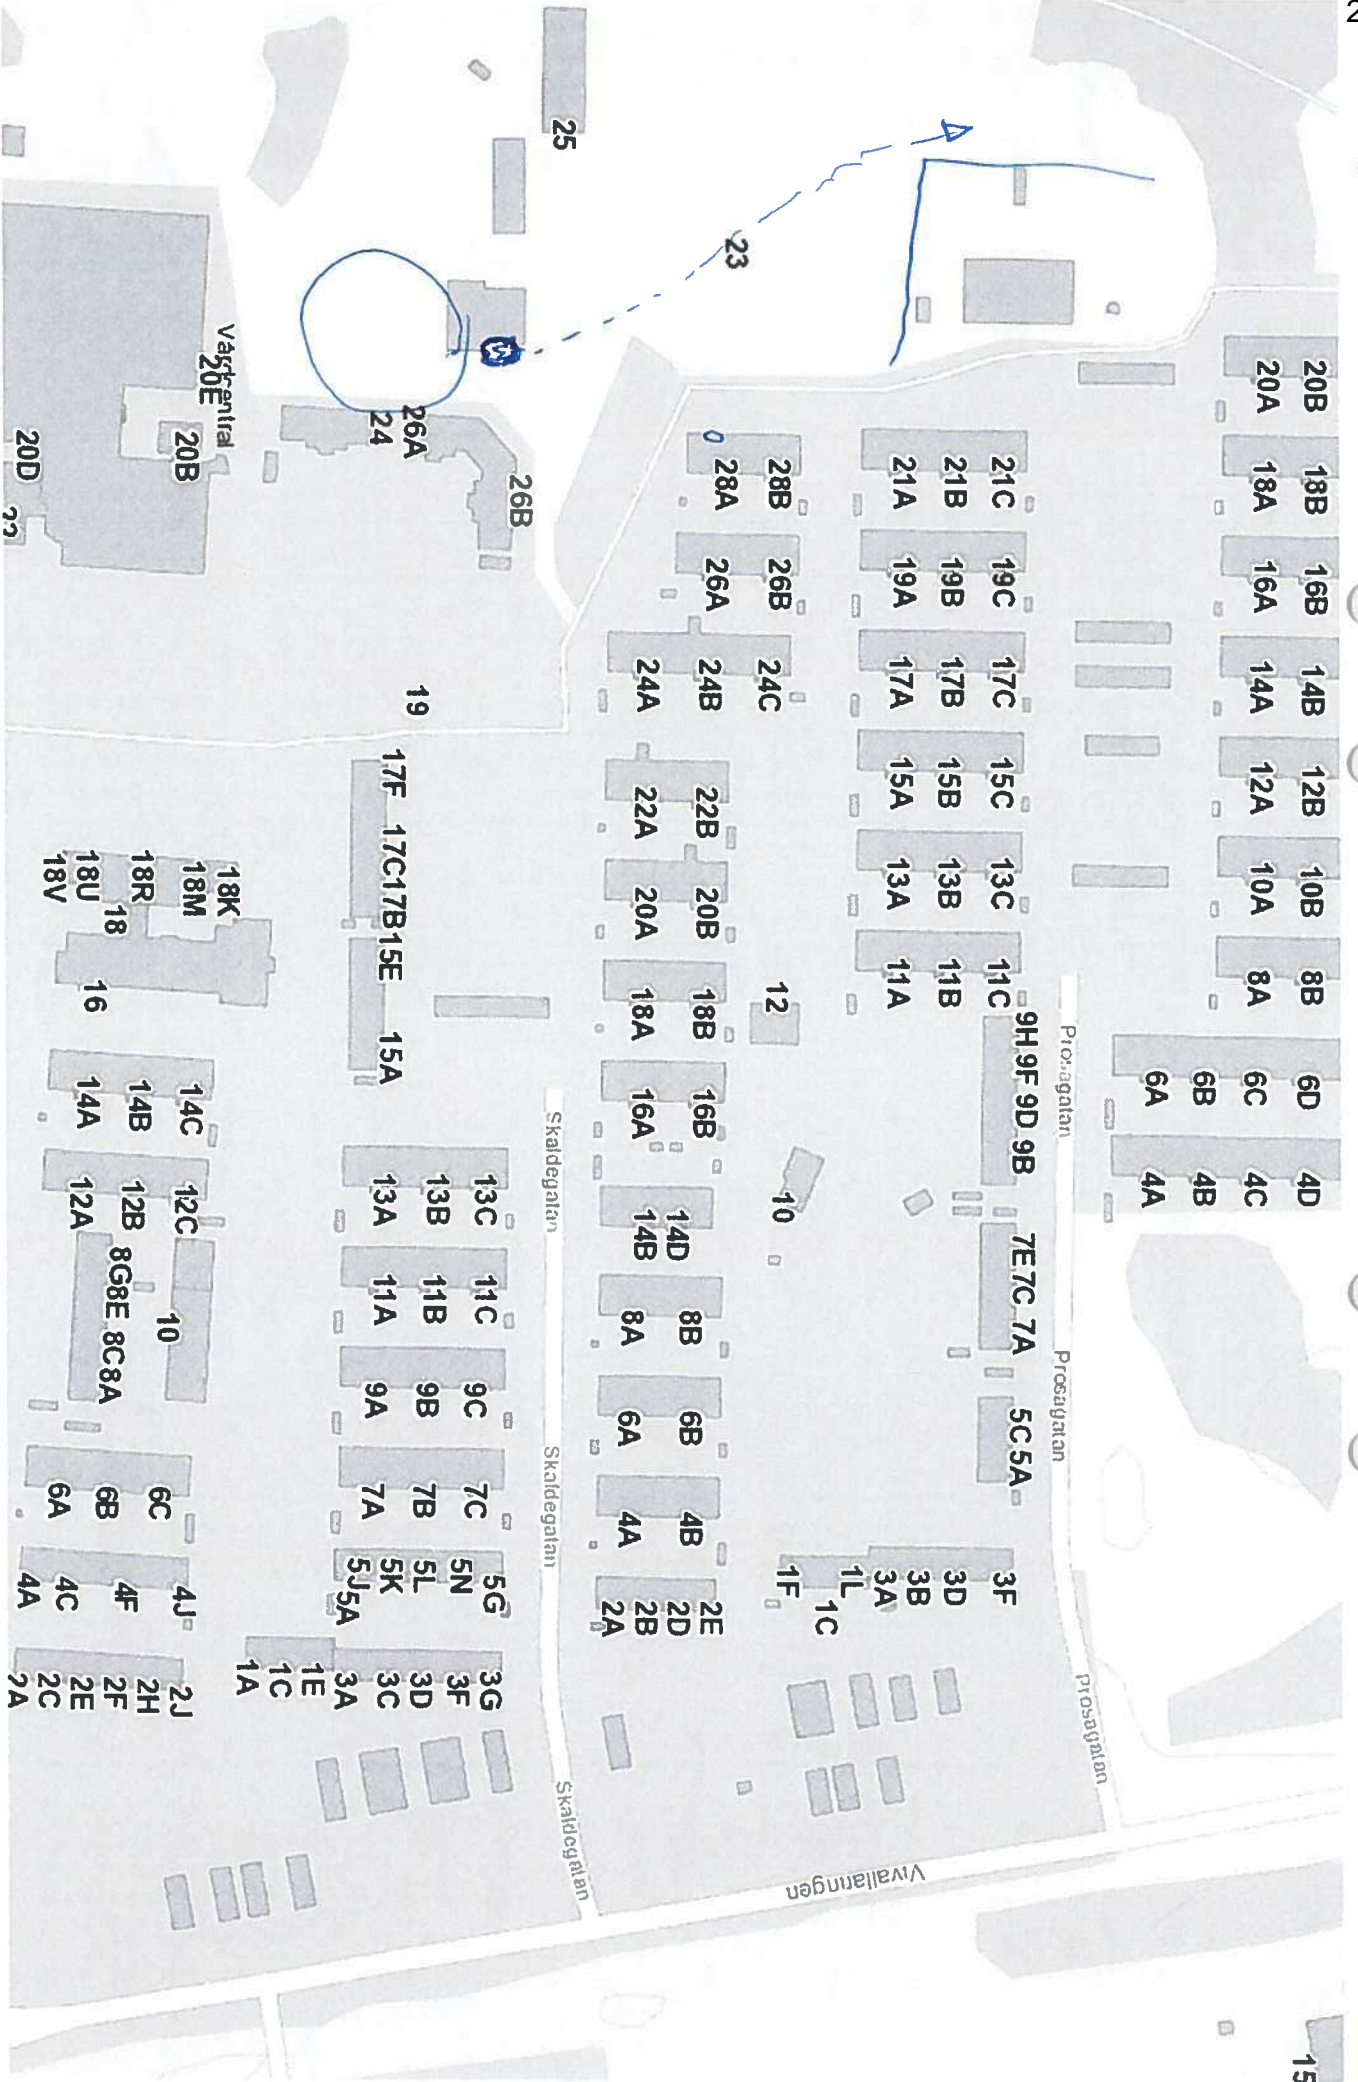 2
25
23
Vårdcentral
20E
20B
20D
22
24
26A
26B
19
28A
28B
26A
26B
24A
24B
24C
22A
22B
20A
20B
18A
18B
16A
16B
14B
14D
8A
8B
6A
6B
4A
4B
2A
2B
2D
2E
21A
21B
21C
19A
19B
19C
17A
17B
17C
15A
15B
15C
13A
13B
13C
11A
11B
11C
20A
20B
18A
18B
16A
16B
14A
14B
12A
12B
10A
10B
8A
8B
6A
6B
6C
6D
4A
4B
4C
4D
12
10
9H 9F 9D 9B
7E 7C 7A
5C 5A
Prosagatan
Prosagatan
Prosagatan
1F
1C
1L
3A
3B
3D
3F
17F 17C 17B 15E 15A
18K
18M
18R
18U
18V
18
16
14A
14B
14C
12A
12B
12C
8G 8E 8C 8A
10
6A
6B
6C
4A
4C
4F
4J
2A
2C
2E
2F
2H
2J
13A
13B
13C
11A
11B
11C
9A
9B
9C
7A
7B
7C
5J
5A
5K
5L
5N
5G
1A
1C
1E
3A
3C
3D
3F
3G
Skaldegatan
Skaldegatan
Skaldegatan
Vivallaringen
15